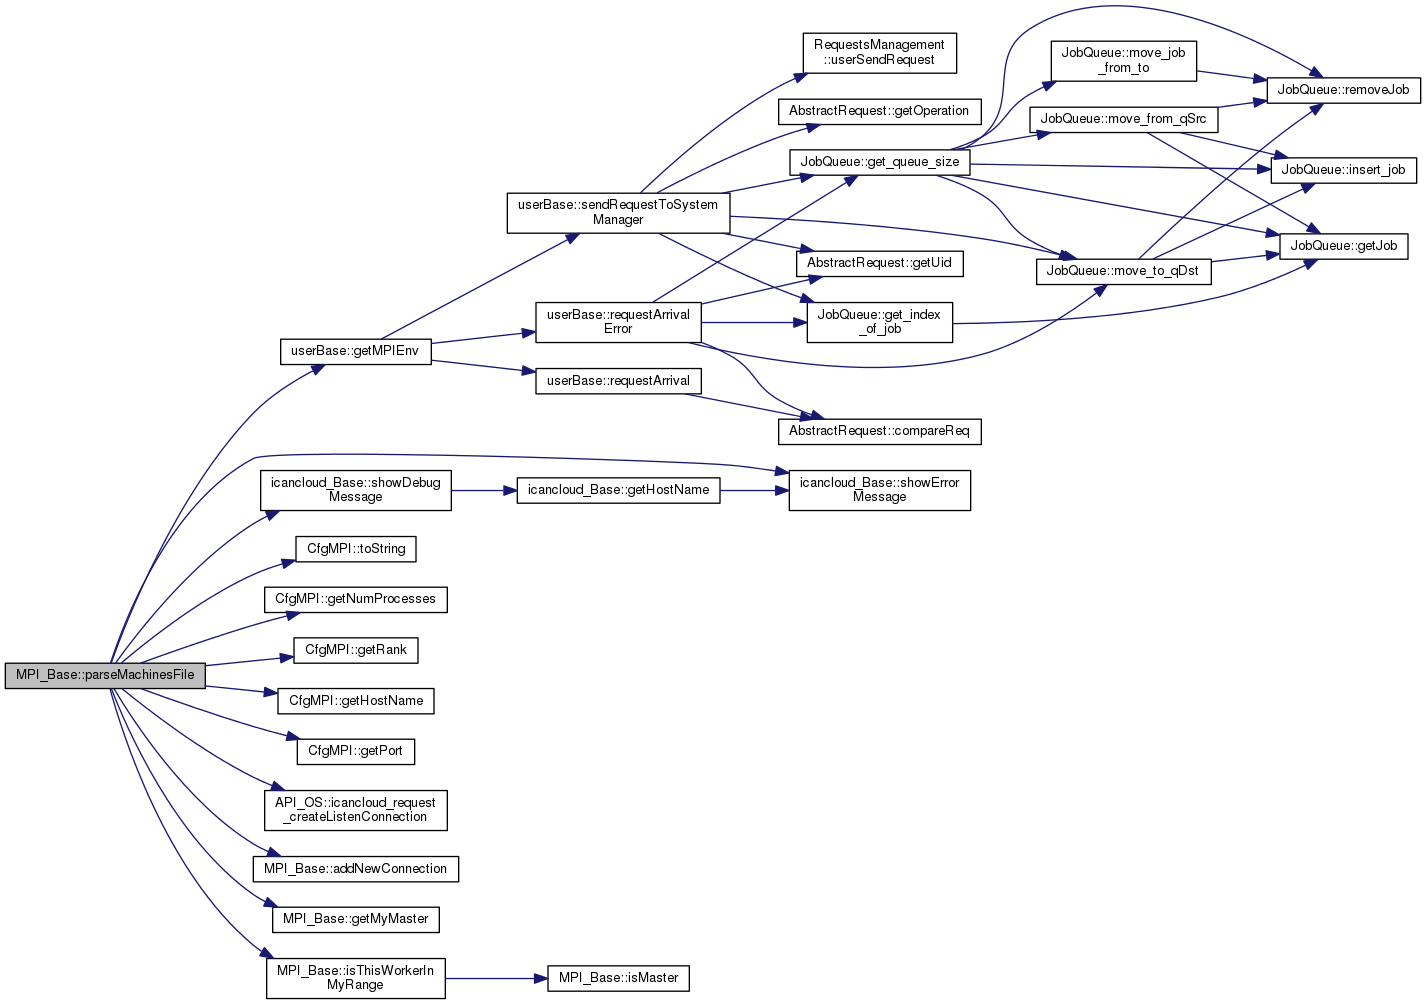 RequestsManagement
::userSendRequest
AbstractRequest::getOperation
JobQueue::move_job
_from_to
JobQueue::removeJob
JobQueue::move_from_qSrc
JobQueue::get_queue_size
JobQueue::insert_job
userBase::sendRequestToSystem
Manager
JobQueue::getJob
AbstractRequest::getUid
JobQueue::move_to_qDst
userBase::requestArrival
Error
JobQueue::get_index
_of_job
userBase::getMPIEnv
userBase::requestArrival
AbstractRequest::compareReq
icancloud_Base::showDebug
Message
icancloud_Base::getHostName
icancloud_Base::showError
Message
CfgMPI::toString
CfgMPI::getNumProcesses
CfgMPI::getRank
MPI_Base::parseMachinesFile
CfgMPI::getHostName
CfgMPI::getPort
API_OS::icancloud_request
_createListenConnection
MPI_Base::addNewConnection
MPI_Base::getMyMaster
MPI_Base::isThisWorkerIn
MyRange
MPI_Base::isMaster